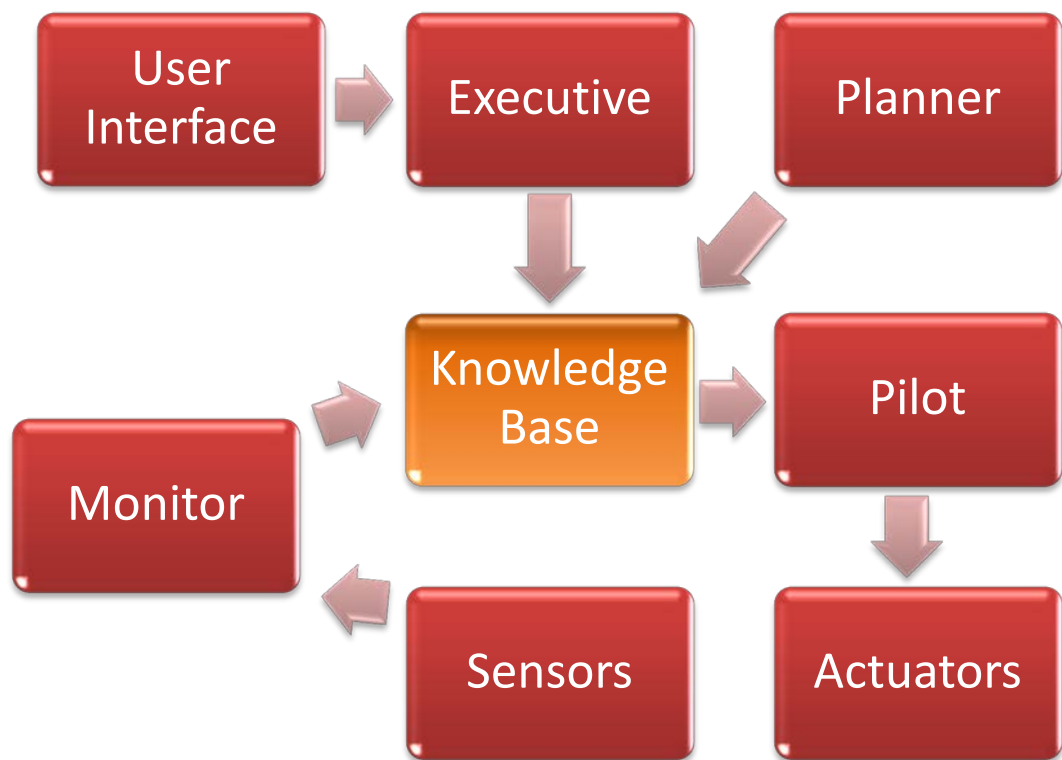 User
Interface
Executive
Planner
Knowledge
Base
Pilot
Monitor
Sensors
Actuators